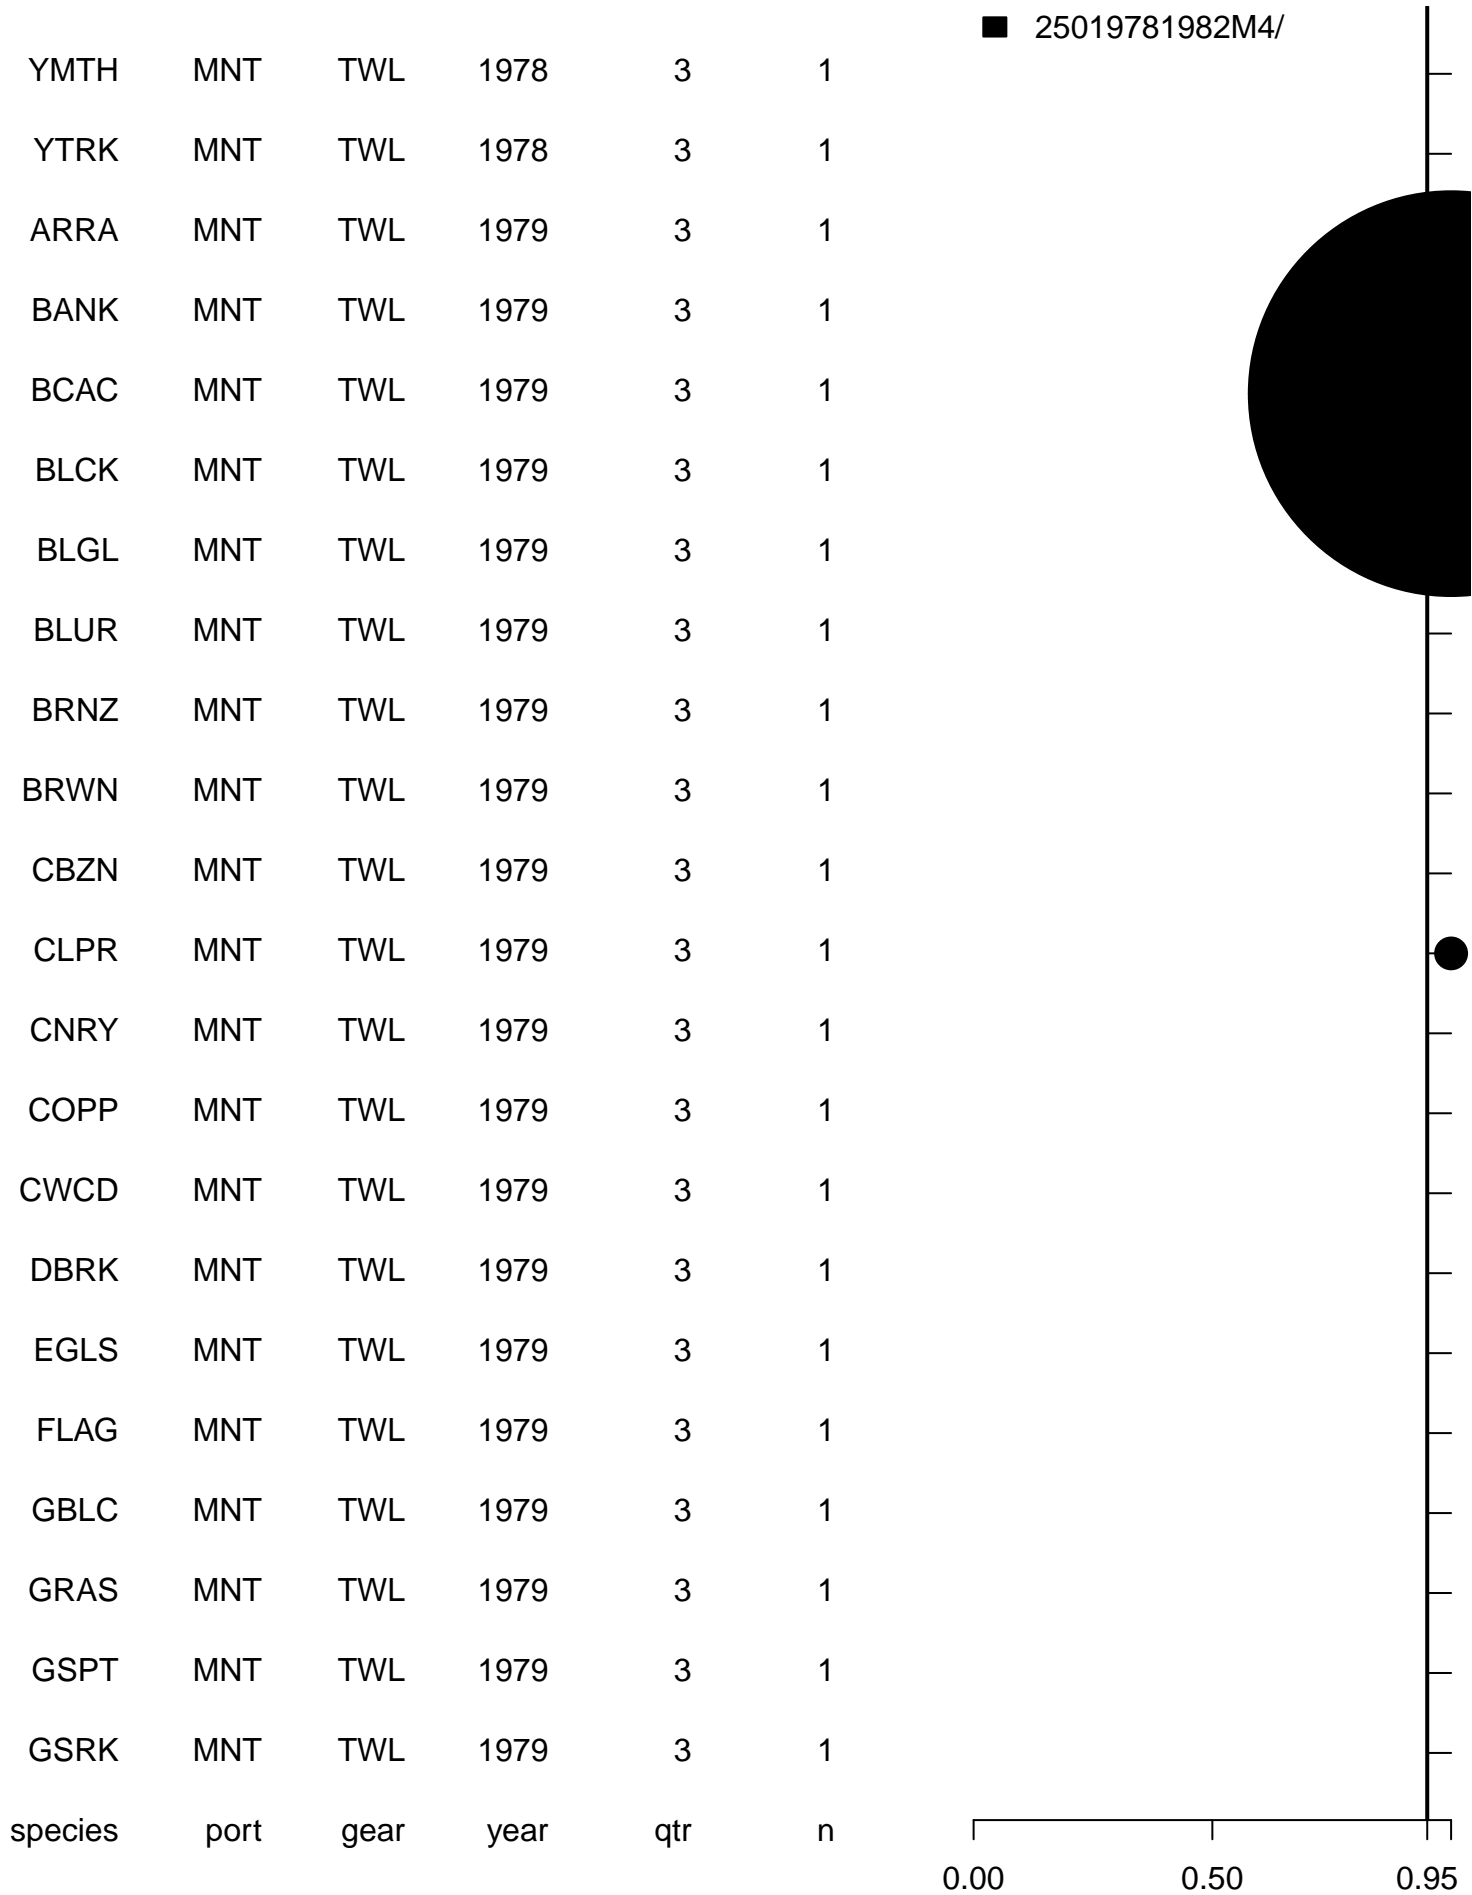 25019781982M4/
YMTH MNT TWL 1978 3 1
YTRK MNT TWL 1978 3 1
ARRA MNT TWL 1979 3 1
BANK MNT TWL 1979 3 1
BCAC MNT TWL 1979 3 1
BLCK MNT TWL 1979 3 1
BLGL MNT TWL 1979 3 1
BLUR MNT TWL 1979 3 1
BRNZ MNT TWL 1979 3 1
BRWN MNT TWL 1979 3 1
CBZN MNT TWL 1979 3 1
CLPR MNT TWL 1979 3 1
CNRY MNT TWL 1979 3 1
COPP MNT TWL 1979 3 1
CWCD MNT TWL 1979 3 1
DBRK MNT TWL 1979 3 1
EGLS MNT TWL 1979 3 1
FLAG MNT TWL 1979 3 1
GBLC MNT TWL 1979 3 1
GRAS MNT TWL 1979 3 1
GSPT MNT TWL 1979 3 1
GSRK MNT TWL 1979 3 1
species port gear year qtr n
0.00 0.50 0.95